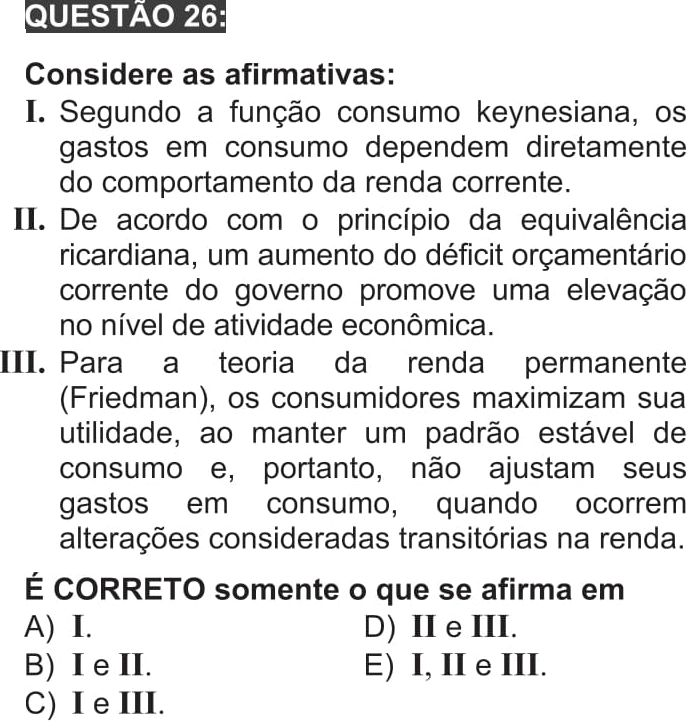 QUESTÃO 26:
Considere as afirmativas:
I. Segundo a função consumo keynesiana, os
gastos em consumo dependem diretamente
do comportamento da renda corrente.
II. De acordo com o princípio da equivalência
ricardiana, um aumento do déficit orçamentário
corrente do governo promove uma elevação
no nível de atividade econômica.
III. Para a teoria da renda permanente
(Friedman), os consumidores maximizam sua
utilidade, ao manter um padrão estável de
consumo e, portanto, não ajustam seus
gastos em consumo, quando ocorrem
alterações consideradas transitórias na renda.
É CORRETO somente o que se afirma em
A) I.
B) I e II.
C) I e III.
D) II e III.
E) I, II e III.